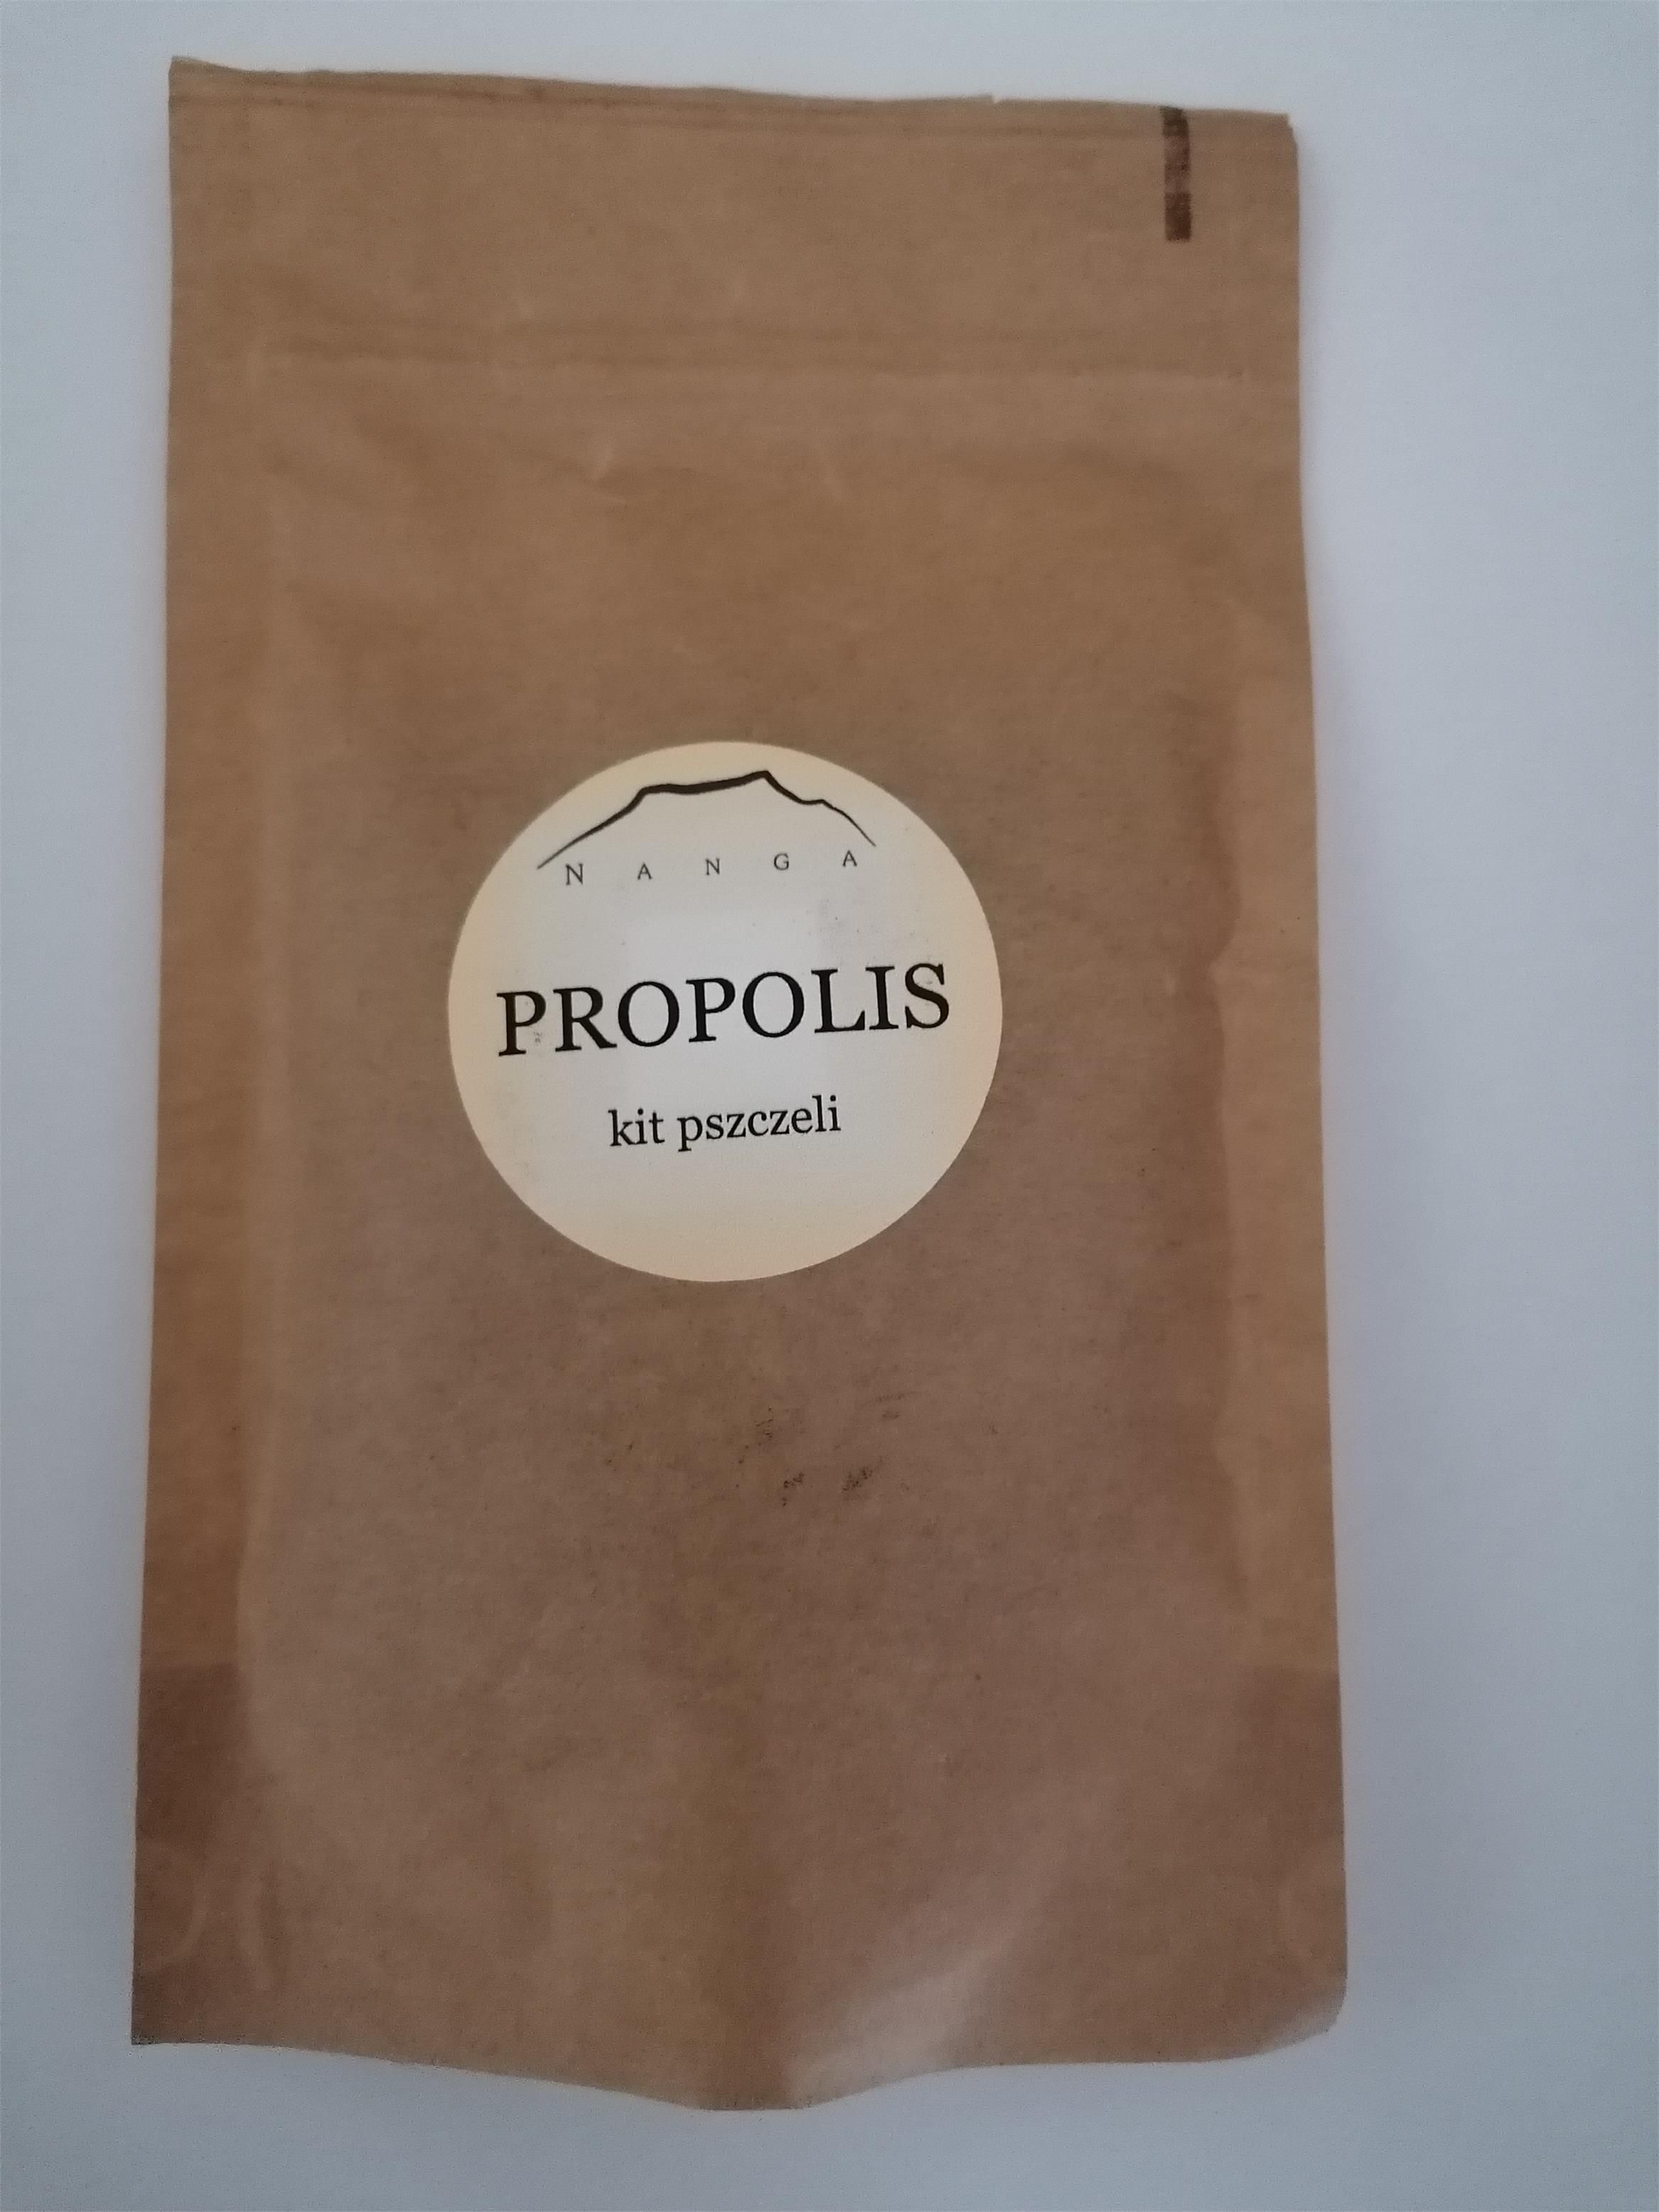 NANGA
PROPOLIS
kit pszczeli